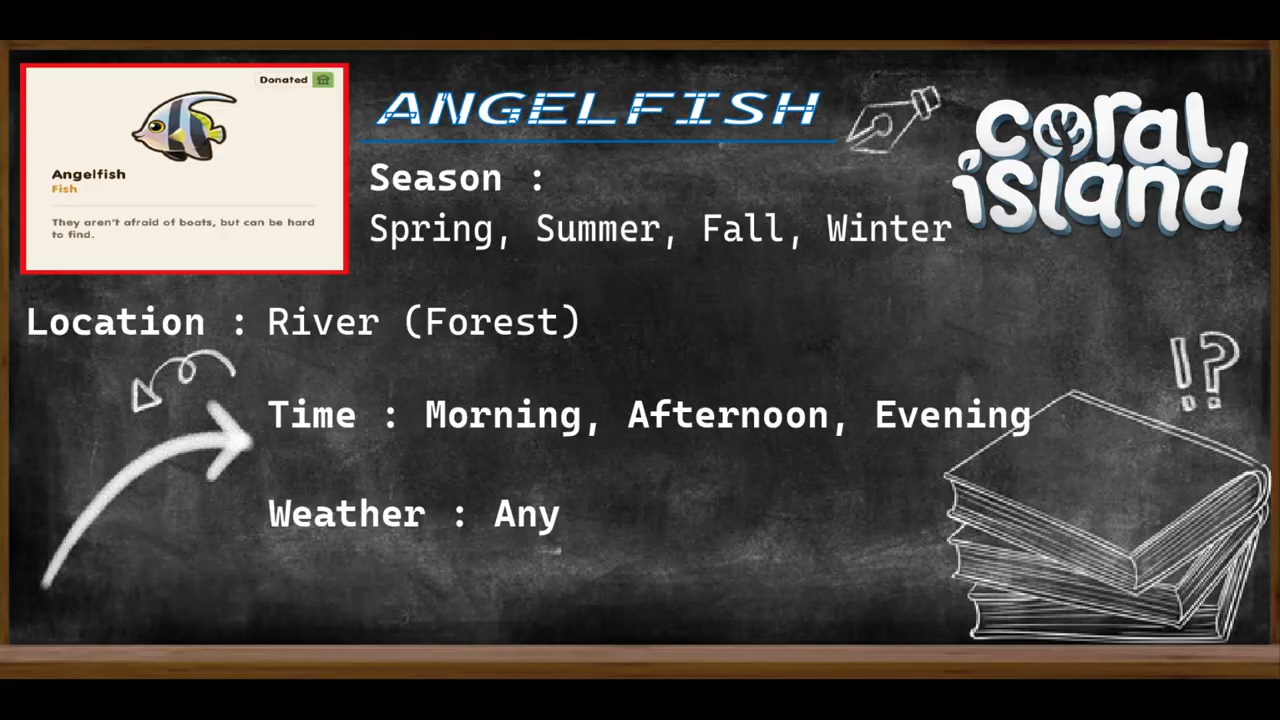 Donated
Angelfish
Fish
They aren't afraid of boats, but can be hard
to find.
ANGELFISH
coral
island
Season :
Spring, Summer, Fall, Winter
Location : River (Forest)
!?
Time : Morning, Afternoon, Evening
Weather : Any